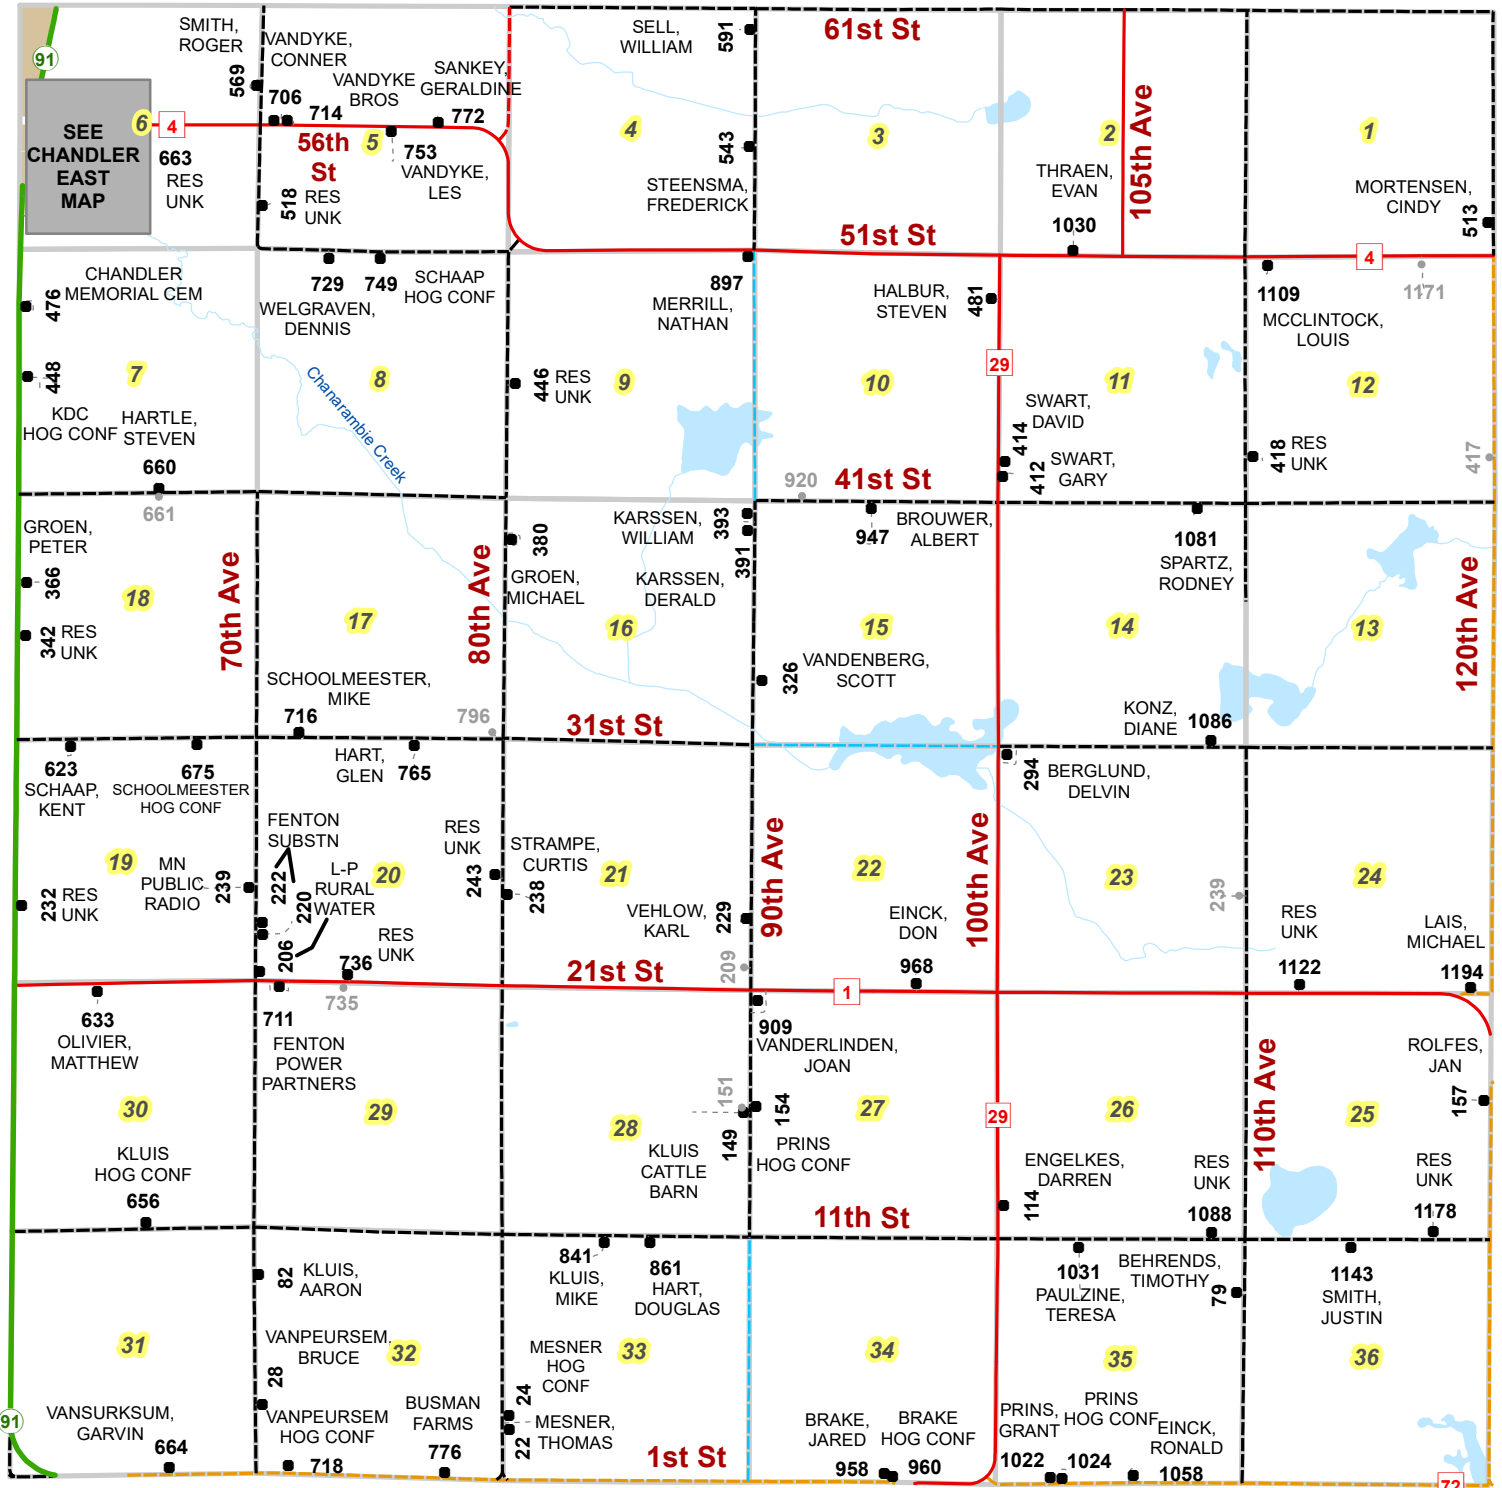 SMITH,
ROGER
569
91
VANDYKE,
CONNER
706
714
VANDYKE
BROS
SANKEY,
GERALDINE
772
SELL,
WILLIAM
591
61st St
105th Ave
6
4
SEE
CHANDLER
EAST
MAP
663
RES
UNK
56th
St
5
753
VANDYKE,
LES
518
RES
UNK
4
543
STEENSMA,
FREDERICK
3
2
THRAEN,
EVAN
1030
1
MORTENSEN,
CINDY
513
51st St
4
CHANDLER
MEMORIAL CEM
476
448
7
KDC
HOG CONF
HARTLE,
STEVEN
660
661
729
WELGRAVEN,
DENNIS
749
SCHAAP
HOG CONF
8
Chanarambie Creek
897
MERRILL,
NATHAN
446
RES
UNK
9
HALBUR,
STEVEN
481
29
10
920
41st St
11
SWART,
DAVID
414
412
SWART,
GARY
1109
MCCLINTOCK,
LOUIS
1171
12
418
RES
UNK
417
GROEN,
PETER
366
18
342
RES
UNK
70th Ave
17
SCHOOLMEESTER,
MIKE
716
796
80th Ave
380
GROEN,
MICHAEL
KARSSEN,
WILLIAM
393
391
KARSSEN,
DERALD
16
31st St
947
BROUWER,
ALBERT
15
326
VANDENBERG,
SCOTT
1081
SPARTZ,
RODNEY
14
KONZ,
DIANE
1086
13
120th Ave
623
SCHAAP,
KENT
675
SCHOOLMEESTER
HOG CONF
19
MN
PUBLIC
RADIO
239
232
RES
UNK
HART,
GLEN
765
FENTON
SUBSTN
222
220
L-P
RURAL
WATER
206
20
RES
UNK
243
736
RES
UNK
735
STRAMPE,
CURTIS
238
21
VEHLOW,
KARL
229
209
21st St
90th Ave
22
EINCK,
DON
968
1
100th Ave
294
BERGLUND,
DELVIN
23
239
24
RES
UNK
1122
LAIS,
MICHAEL
1194
633
OLIVIER,
MATTHEW
30
KLUIS
HOG CONF
656
711
FENTON
POWER
PARTNERS
29
28
151
149
KLUIS
CATTLE
BARN
909
VANDERLINDEN,
JOAN
154
PRINS
HOG CONF
27
11th St
29
26
ENGELKES,
DARREN
114
RES
UNK
1088
110th Ave
25
ROLFES,
JAN
157
RES
UNK
1178
31
VANSURKSUM,
GARVIN
664
91
82
KLUIS,
AARON
VANPEURSEM,
BRUCE
28
32
VANPEURSEM
HOG CONF
718
BUSMAN
FARMS
776
841
KLUIS,
MIKE
861
HART,
DOUGLAS
33
MESNER
HOG
CONF
24
22
MESNER,
THOMAS
1st St
34
BRAKE,
JARED
958
BRAKE
HOG CONF
960
1031
PAULZINE,
TERESA
BEHRENDS,
TIMOTHY
79
35
PRINS,
GRANT
1022
PRINS
HOG CONF
1024
EINCK,
RONALD
1058
1143
SMITH,
JUSTIN
36
72